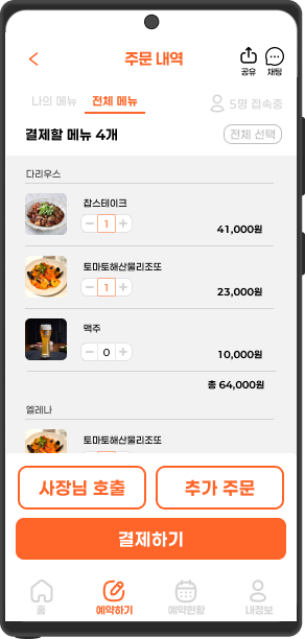 주문 내역
공유
채팅
나의 메뉴
전체 메뉴
5명 접속중
결제할 메뉴 4개
전체 선택
다리우스
찹스테이크
1
41,000원
토마토해산물리조또
1
23,000원
맥주
0
10,000원
총 64,000원
엘레나
토마토해산물리조또
사장님 호출
추가 주문
결제하기
홈
예약하기
예약현황
내정보